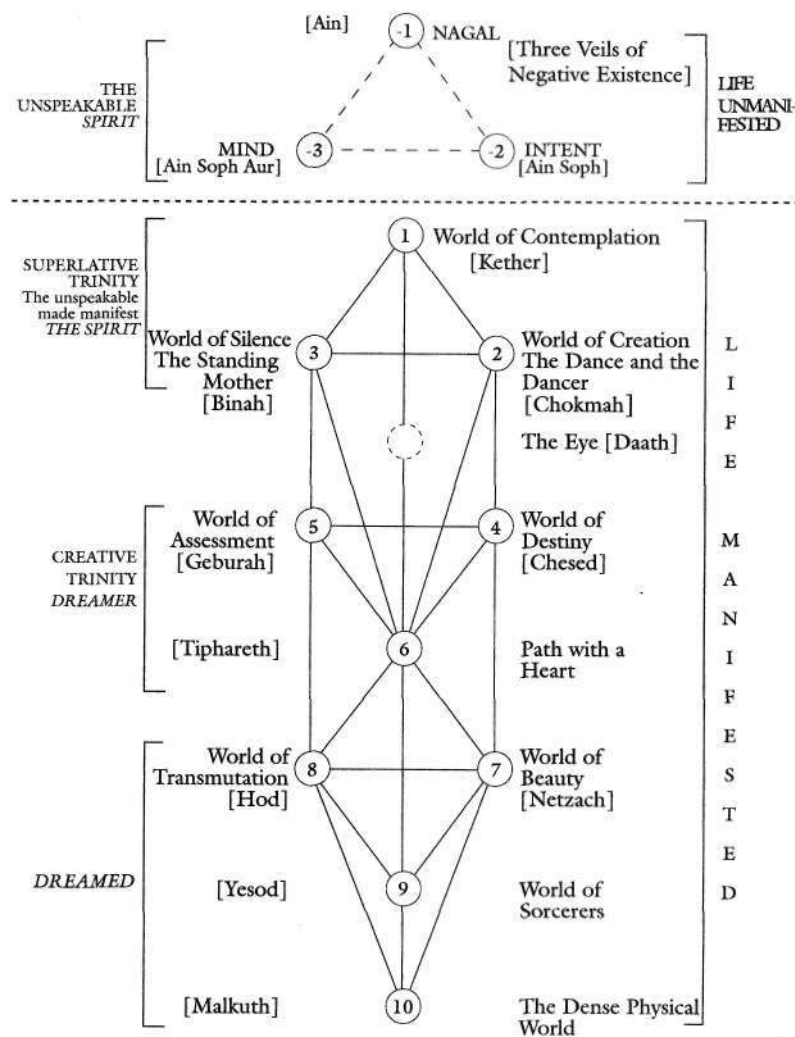 [Ain]
-1
NAGAL
[Three Veils of
Negative Existence]
THE
UNSPEAKABLE
SPIRIT
LIFE
UNMANI-
FESTED
MIND
[Ain Soph Aur]
-3
-2
INTENT
[Ain Soph]
1
World of Contemplation
[Kether]
SUPERLATIVE
TRINITY
The unspeakable
made manifest
THE SPIRIT
World of Silence
The Standing
Mother
[Binah]
3
2
World of Creation
The Dance and the
Dancer
[Chokmah]
The Eye [Daath]
World of
Assessment
[Geburah]
5
4
World of
Destiny
[Chesed]
CREATIVE
TRINITY
DREAMER
[Tiphareth]
6
Path with a
Heart
World of
Transmutation
[Hod]
8
7
World of
Beauty
[Netzach]
DREAMED
[Yesod]
9
World of
Sorcerers
[Malkuth]
10
The Dense Physical
World
L
I
F
E
M
A
N
I
F
E
S
T
E
D